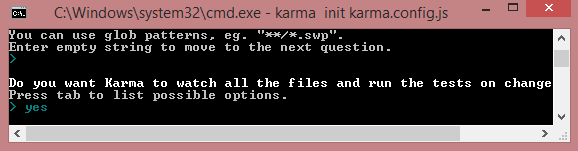 C:\Windows\system32\cmd.exe - karma  init karma.config.js
You can use glob patterns, eg. "**/*.swp".
Enter empty string to move to the next question.
>
Do you want Karma to watch all the files and run the tests on change
Press tab to list possible options.
> yes